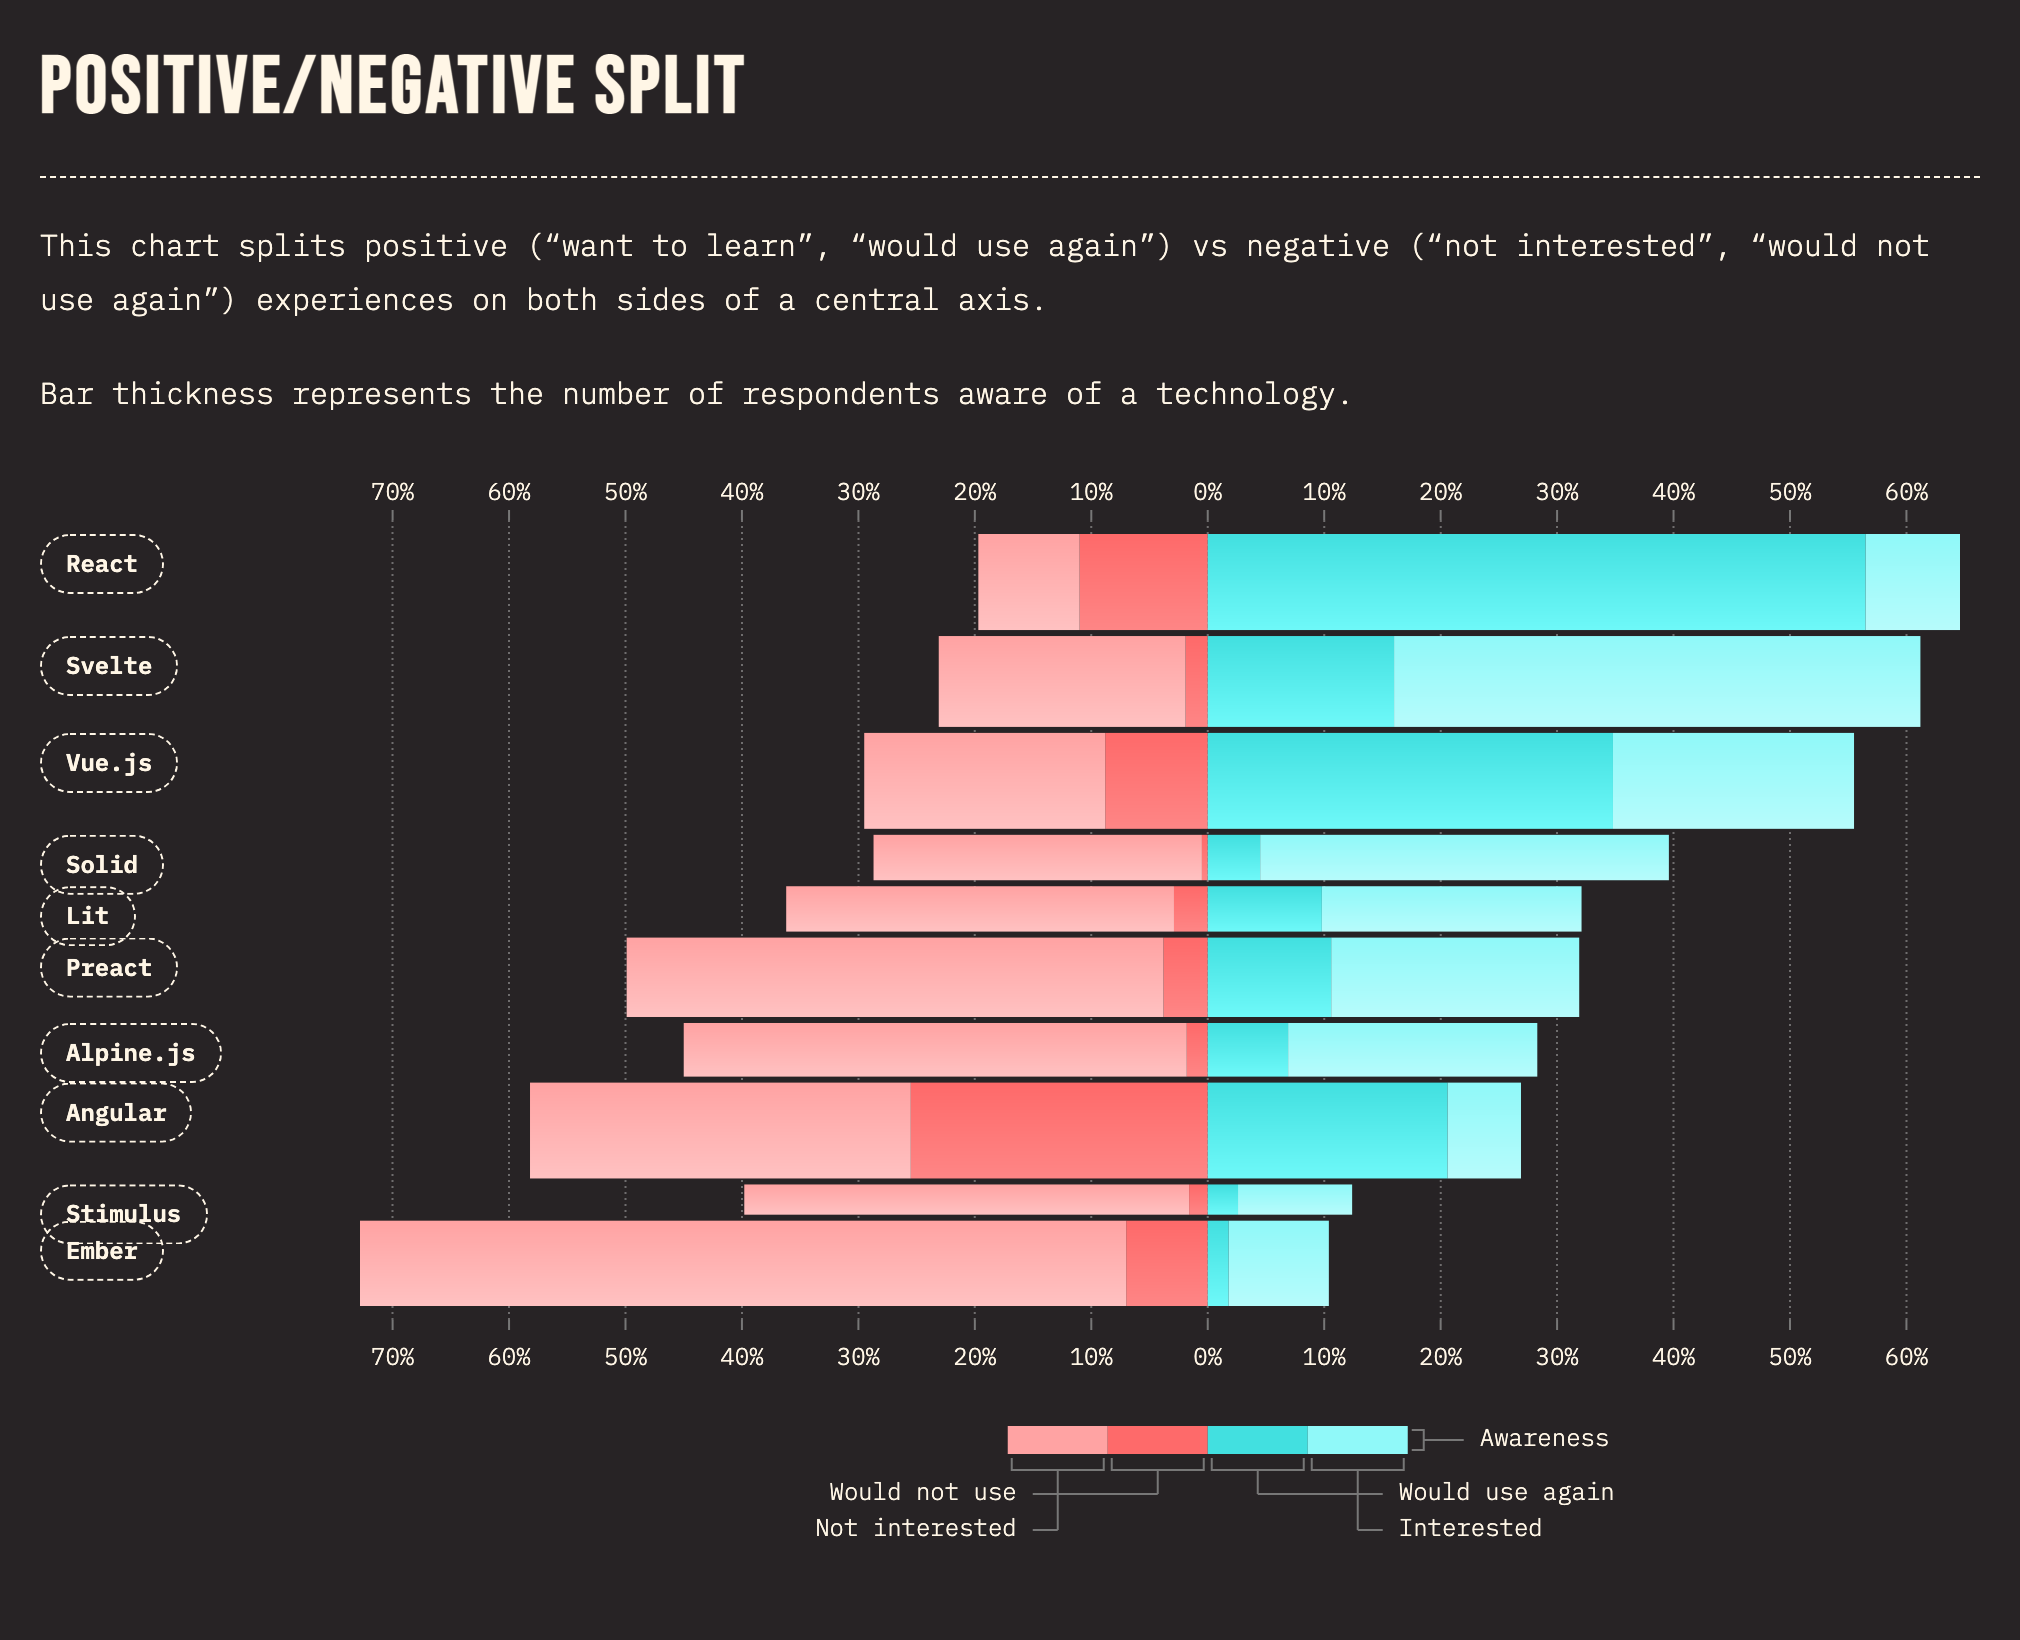 POSITIVE/NEGATIVE SPLIT
This chart splits positive (“want to learn”, “would use again”) vs negative (“not interested”, “would not
use again”) experiences on both sides of a central axis.
Bar thickness represents the number of respondents aware of a technology.
70% 60% 50% 40% 30% 20% 10% 0% 10% 20% 30% 40% 50% 60%
React
Svelte
Vue.js
Solid
Lit
Preact
Alpine.js
Angular
Stimulus
Ember
70% 60% 50% 40% 30% 20% 10% 0% 10% 20% 30% 40% 50% 60%
Awareness
Would not use Would use again
Not interested Interested